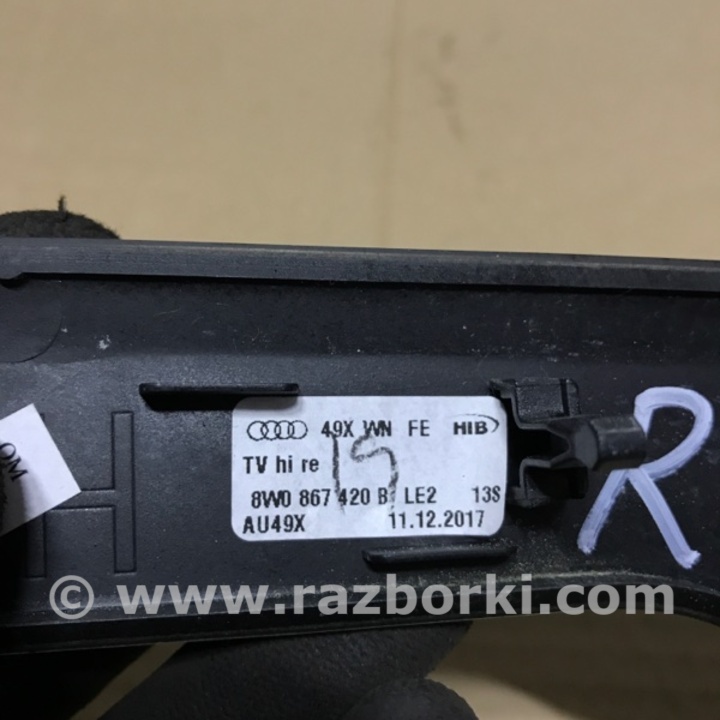 49X WN FE HIB
TV hi re
15
8W0 867 420 B LE2 13S
AU49X 11.12.2017
R
OM
H
© www.razborki.com